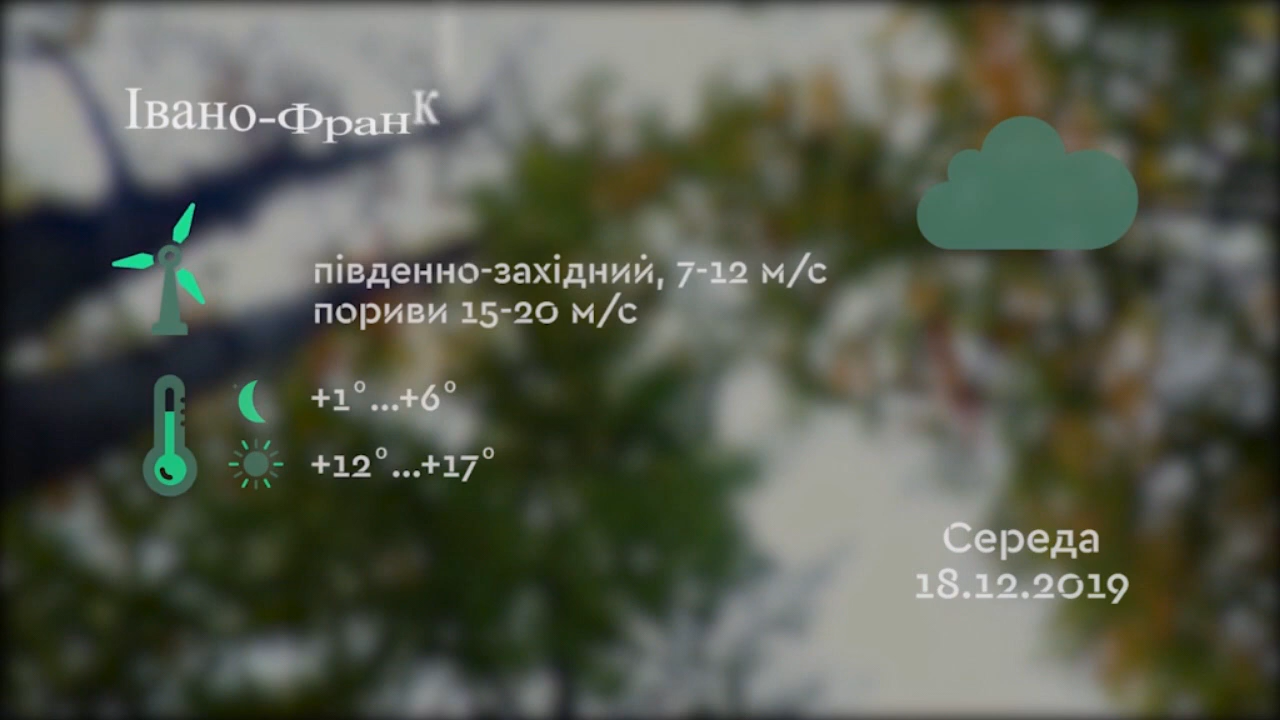 Івано-Франк
південно-західний, 7-12 м/с
пориви 15-20 м/с
+1°...+6°
+12°...+17°
Середа
18.12.2019